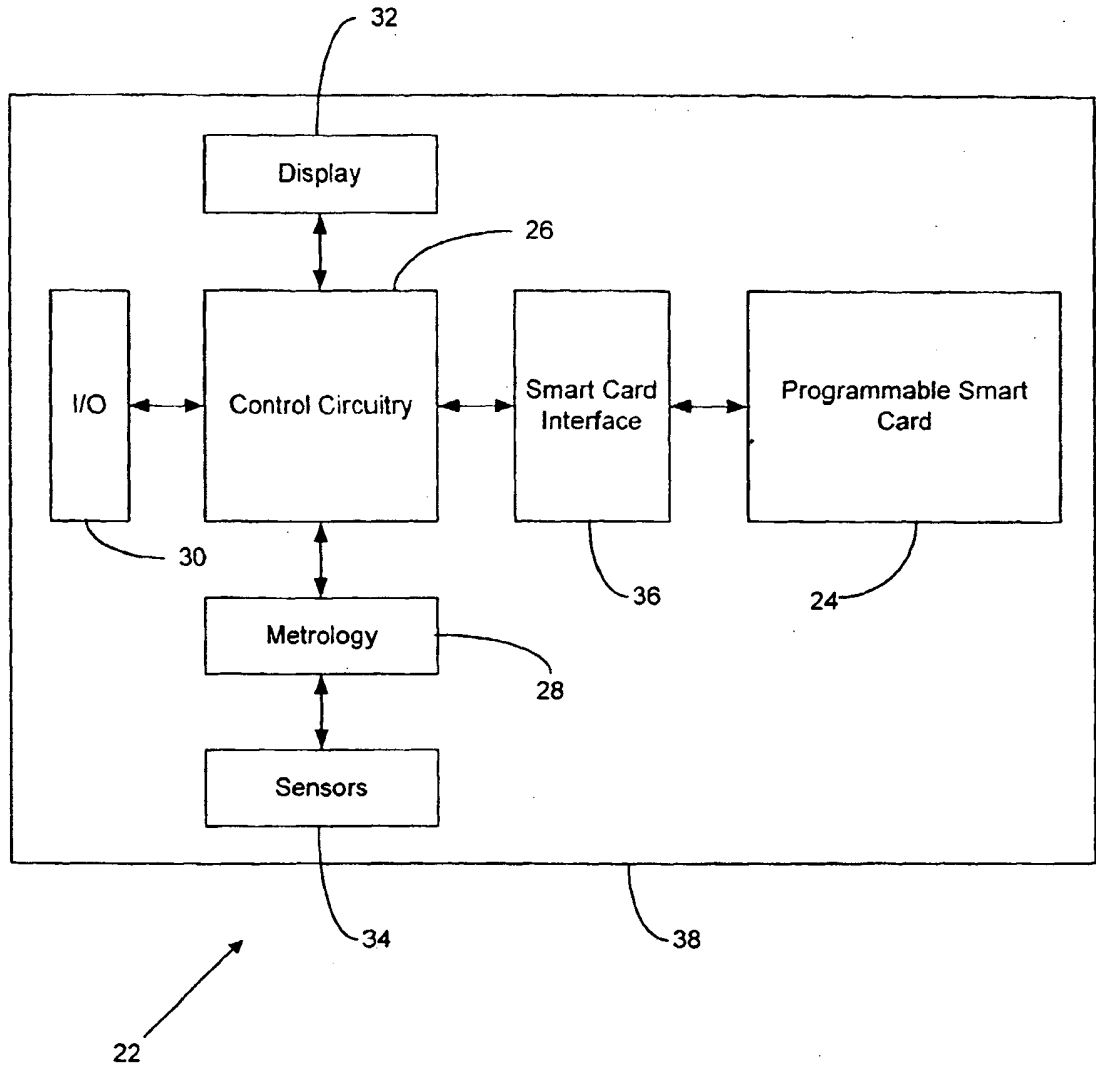 32
Display
26
I/O
Control Circuitry
Smart Card
Interface
Programmable Smart
Card
30
36
24
Metrology
28
Sensors
34
38
22